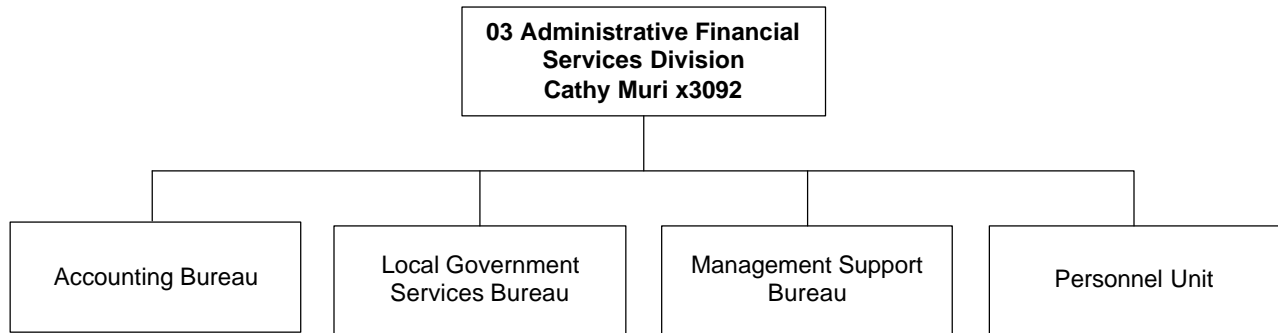 03 Administrative Financial
Services Division
Cathy Muri x3092
Accounting Bureau
Local Government
Services Bureau
Management Support
Bureau
Personnel Unit